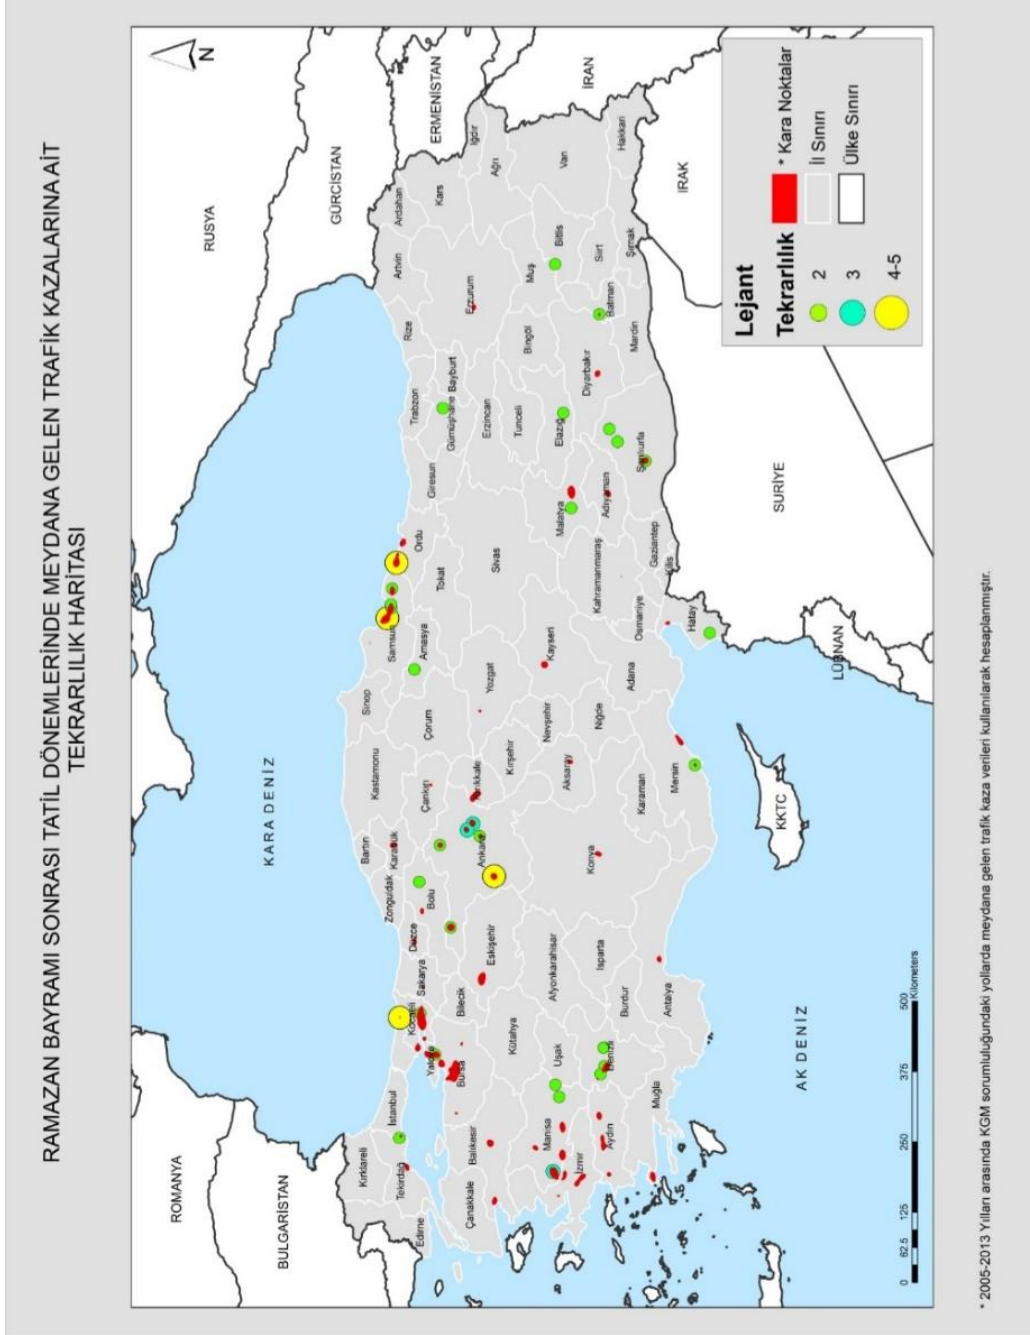 RAMAZAN BAYRAMI SONRASI TATİL DÖNEMLERİNDE MEYDANA GELEN TRAFİK KAZALARINA AİT
TEKRARLILIK HARİTASI
N
ROMANYA
BULGARİSTAN
KARADENİZ
RUSYA
GÜRCİSTAN
ERMENİSTAN
İRAN
IRAK
SURİYE
LÜBNAN
KKTC
AKDENİZ
Kırklareli
Edirne
Tekirdağ
İstanbul
Çanakkale
Balıkesir
Bursa
Yalova
Kocaeli
Sakarya
Bilecik
Düzce
Bolu
Zonguldak
Bartın
Karabük
Kastamonu
Çankırı
Sinop
Çorum
Samsun
Amasya
Ordu
Tokat
Giresun
Trabzon
Gümüşhane
Bayburt
Rize
Artvin
Ardahan
Kars
Iğdır
Ağrı
Erzurum
Erzincan
Tunceli
Bingöl
Muş
Bitlis
Van
Hakkari
Siirt
Şırnak
Batman
Mardin
Diyarbakır
Elazığ
Malatya
Adıyaman
Şanlıurfa
Gaziantep
Kilis
Kahramanmaraş
Osmaniye
Hatay
Adana
Sivas
Yozgat
Kayseri
Nevşehir
Niğde
Kırşehir
Kırıkkale
Ankara
Aksaray
Konya
Karaman
Mersin
Eskişehir
Kütahya
Afyonkarahisar
Isparta
Burdur
Antalya
Uşak
Denizli
Muğla
Manisa
İzmir
Aydın
Lejant
Tekrarlılık
2
3
4-5
* Kara Noktalar
İl Sınırı
Ülke Sınırı
0 62.5 125 250 375 500
Kilometers
* 2005-2013 Yılları arasında KGM sorumluluğundaki yollarda meydana gelen trafik kaza verileri kullanılarak hesaplanmıştır.